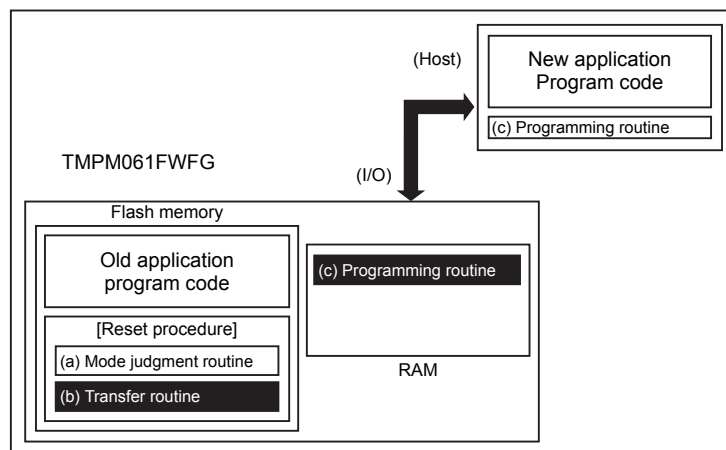 (Host)
New application
Program code
(c) Programming routine
TMPM061FWFG
(I/O)
Flash memory
Old application
program code
[Reset procedure]
(a) Mode judgment routine
(b) Transfer routine
(c) Programming routine
RAM